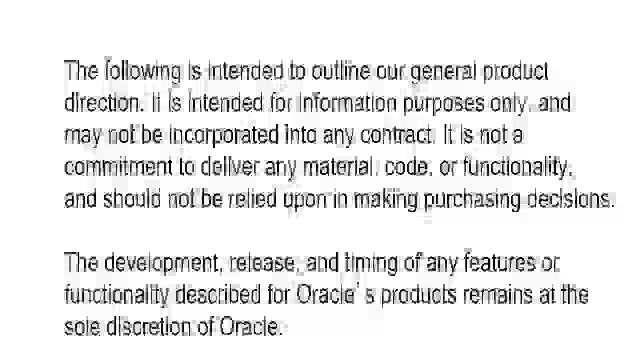 The following is intended to outline our general product
direction. It is intended for information purposes only, and
may not be incorporated into any contract. It is not a
commitment to deliver any material, code, or functionality,
and should not be relied upon in making purchasing decisions.
The development, release, and timing of any features or
functionality described for Oracle's products remains at the
sole discretion of Oracle.